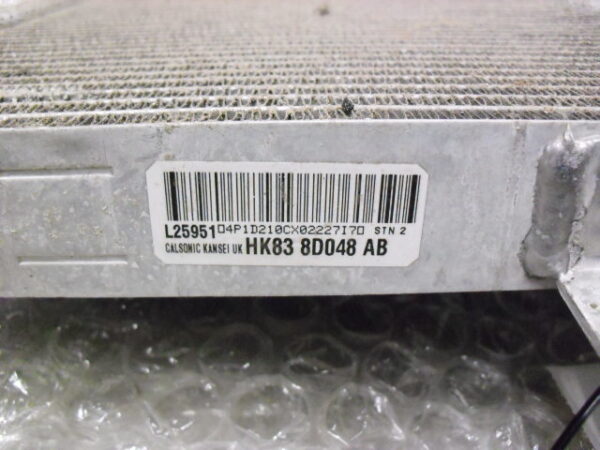 L25951 04P1D210CX02227I70 STN 2
CALSONIC KANSEI UK HK83 8D048 AB